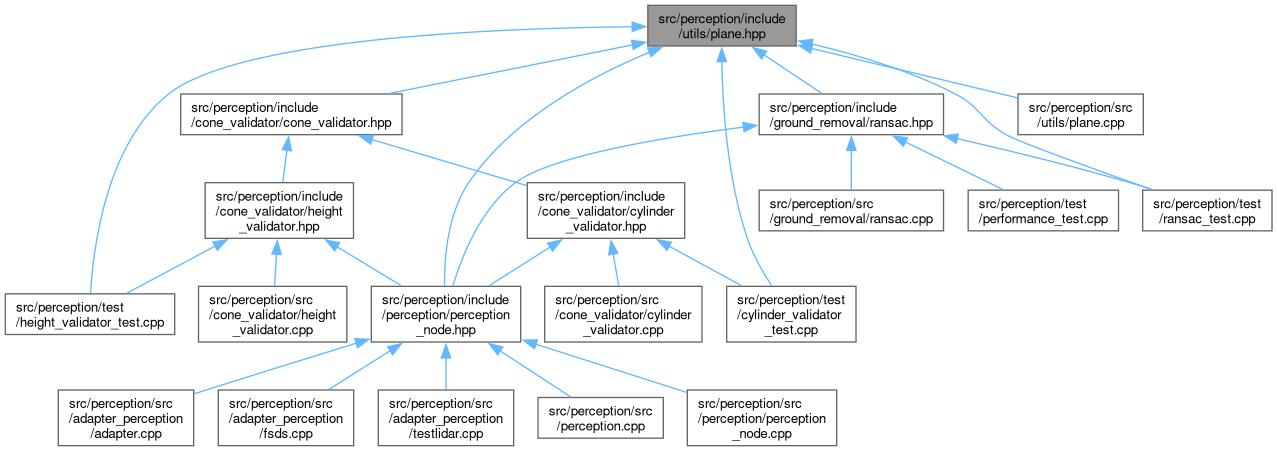 src/perception/include
/utils/plane.hpp
src/perception/include
/cone_validator/cone_validator.hpp
src/perception/include
/ground_removal/ransac.hpp
src/perception/src
/utils/plane.cpp
src/perception/include
/cone_validator/height
_validator.hpp
src/perception/include
/cone_validator/cylinder
_validator.hpp
src/perception/src
/ground_removal/ransac.cpp
src/perception/test
/performance_test.cpp
src/perception/test
/ransac_test.cpp
src/perception/test
/height_validator_test.cpp
src/perception/src
/cone_validator/height
_validator.cpp
src/perception/include
/perception/perception
_node.hpp
src/perception/src
/cone_validator/cylinder
_validator.cpp
src/perception/test
/cylinder_validator
_test.cpp
src/perception/src
/adapter_perception
/adapter.cpp
src/perception/src
/adapter_perception
/fsds.cpp
src/perception/src
/adapter_perception
/testlidar.cpp
src/perception/src
/perception.cpp
src/perception/src
/perception/perception
_node.cpp